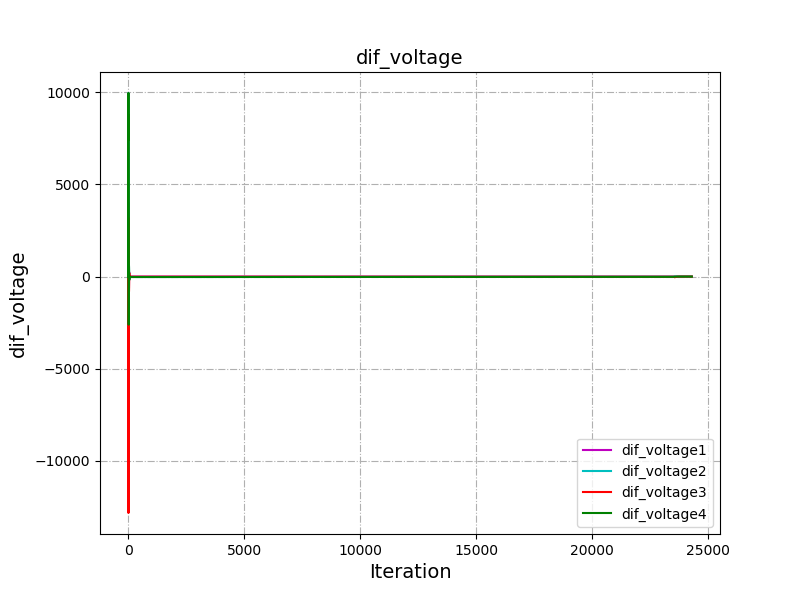 dif_voltage
10000
5000
0
−5000
−10000
dif_voltage
dif_voltage1
dif_voltage2
dif_voltage3
dif_voltage4
0
5000
10000
15000
20000
25000
Iteration